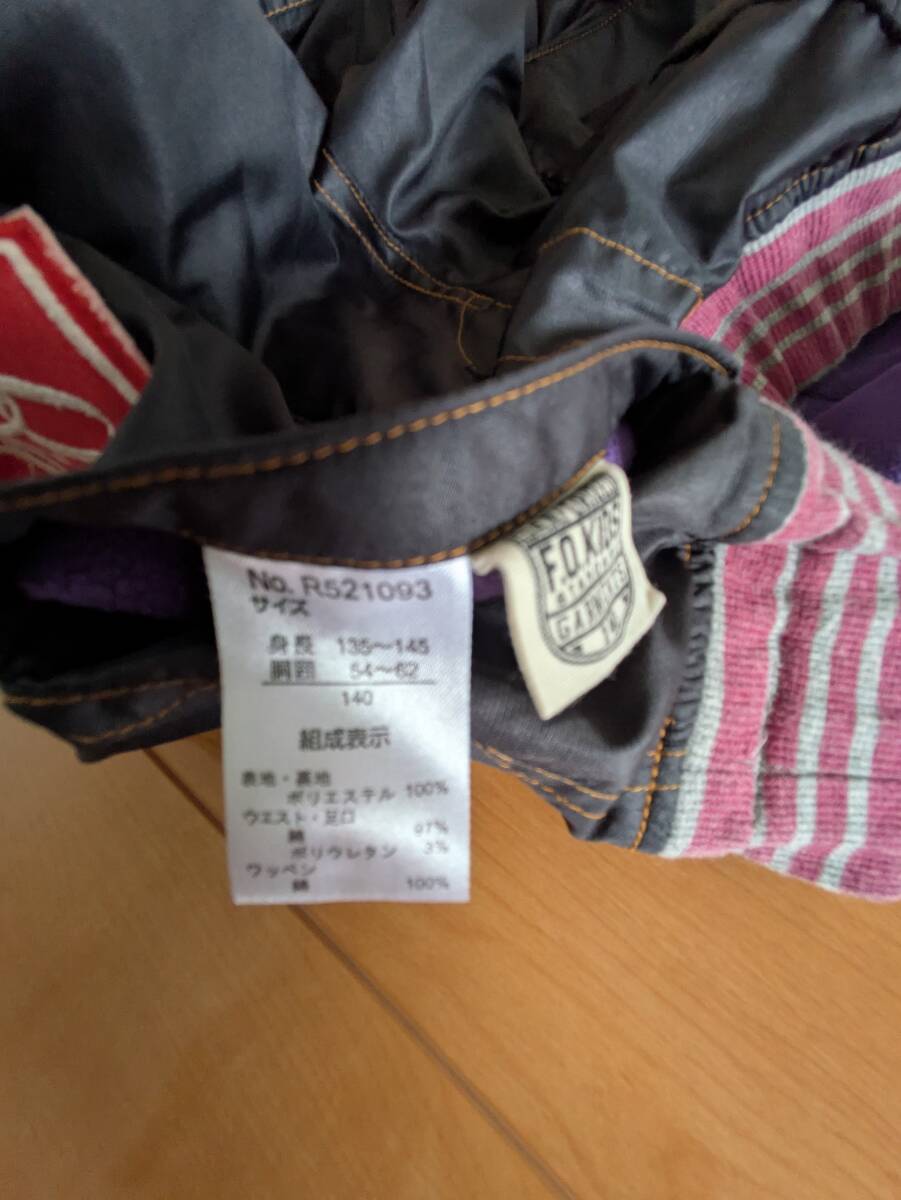 No. R521093
サイズ
身長 135～145
胴囲 54～62
140
組成表示
表地・裏地
ポリエステル 100%
ウエスト・足口
綿 97%
ポリウレタン 3%
ワッペン
綿 100%
F.O.KIDS
GARMENTS